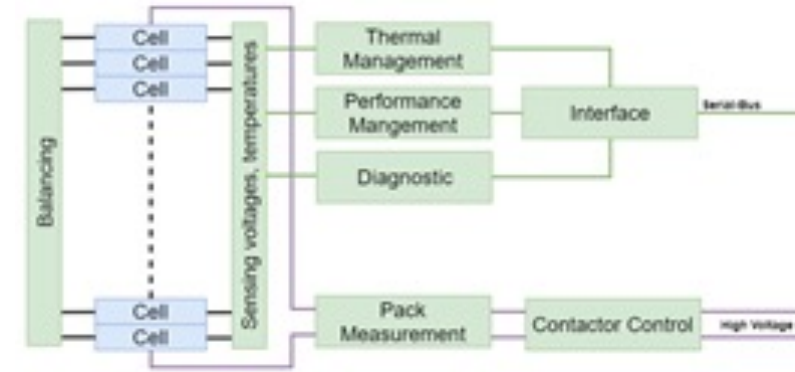 Balancing
Cell
Cell
Cell
Cell
Cell
Sensing voltages, temperatures
Thermal
Management
Performance
Mangement
Diagnostic
Interface
Serial-Bus
Pack
Measurement
Contactor Control
High Voltage